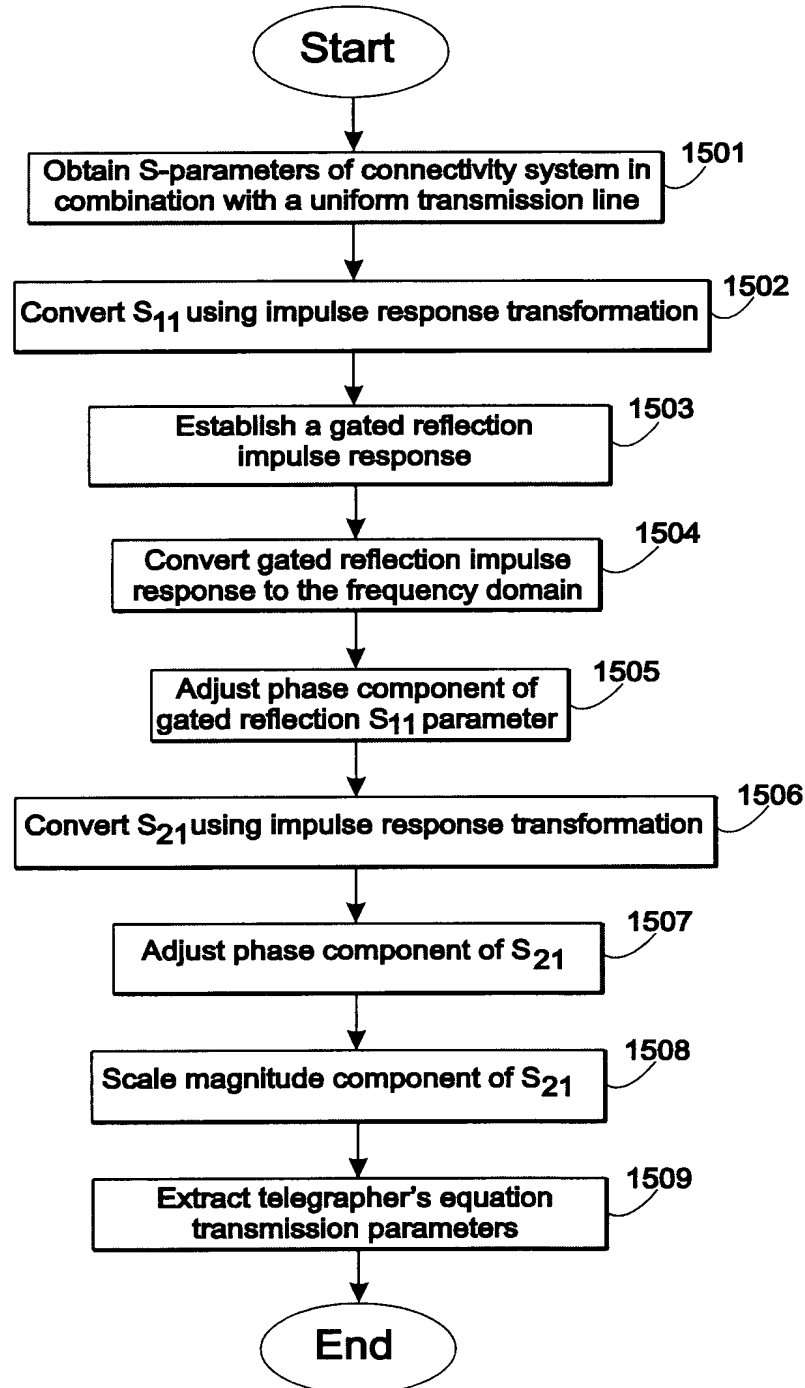 Start
1501
Obtain S-parameters of connectivity system in
combination with a uniform transmission line
1502
Convert S11 using impulse response transformation
1503
Establish a gated reflection
impulse response
1504
Convert gated reflection impulse
response to the frequency domain
1505
Adjust phase component of
gated reflection S11 parameter
1506
Convert S21 using impulse response transformation
1507
Adjust phase component of S21
1508
Scale magnitude component of S21
1509
Extract telegrapher's equation
transmission parameters
End